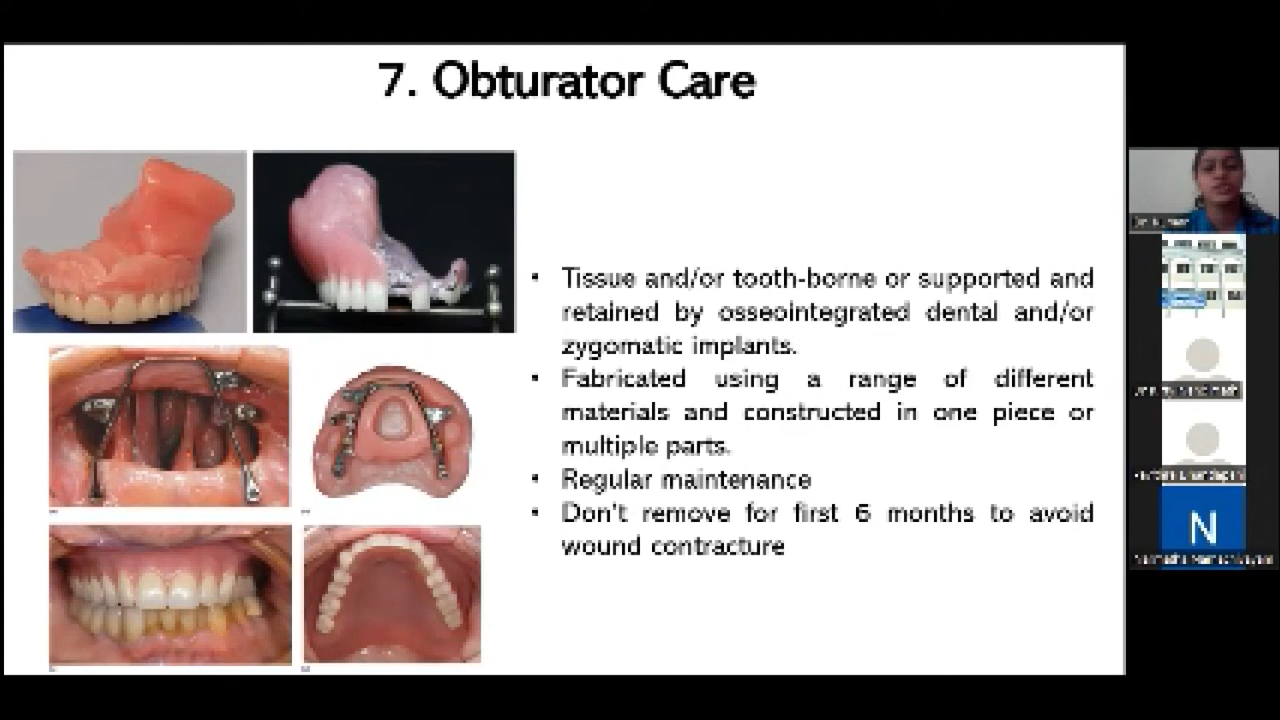 7. Obturator Care
• Tissue and/or tooth-borne or supported and
retained by osseointegrated dental and/or
zygomatic implants.
• Fabricated using a range of different
materials and constructed in one piece or
multiple parts.
• Regular maintenance
• Don't remove for first 6 months to avoid
wound contracture
N